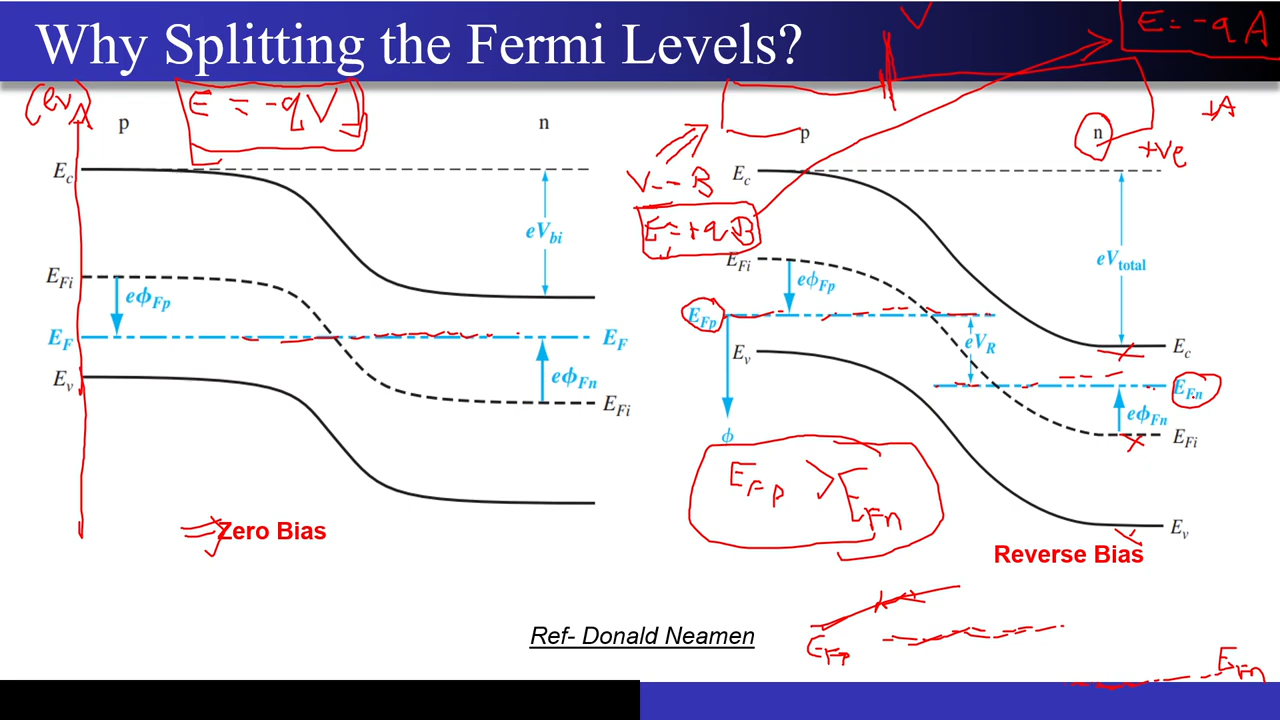 Why Splitting the Fermi Levels?
V
E = -q A
(eV)
E = -qV
p
n
E_c
eV_bi
E_Fi
eϕ_Fp
E_F
E_F
E_v
eϕ_Fn
E_Fi
Zero Bias
p
n
+A
+ve
V -- B
E = +q B
E_c
eV_total
E_Fi
eϕ_Fp
E_Fp
eV_R
E_v
E_c
E_Fn
eϕ_Fn
ϕ
E_Fi
E_Fp > E_Fn
E_v
Reverse Bias
Ref- Donald Neamen
E_Fp
E_Fn